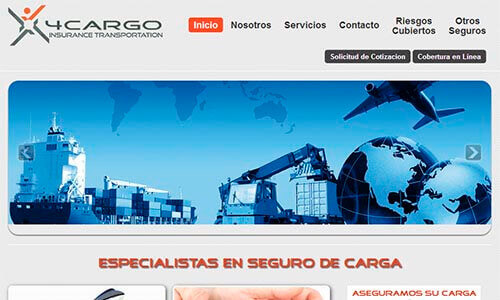 4CARGO
INSURANCE TRANSPORTATION
Inicio
Nosotros
Servicios
Contacto
Riesgos
Cubiertos
Otros
Seguros
Solicitud de Cotizacion
Cobertura en Línea
ESPECIALISTAS EN SEGURO DE CARGA
ASEGURAMOS SU CARGA